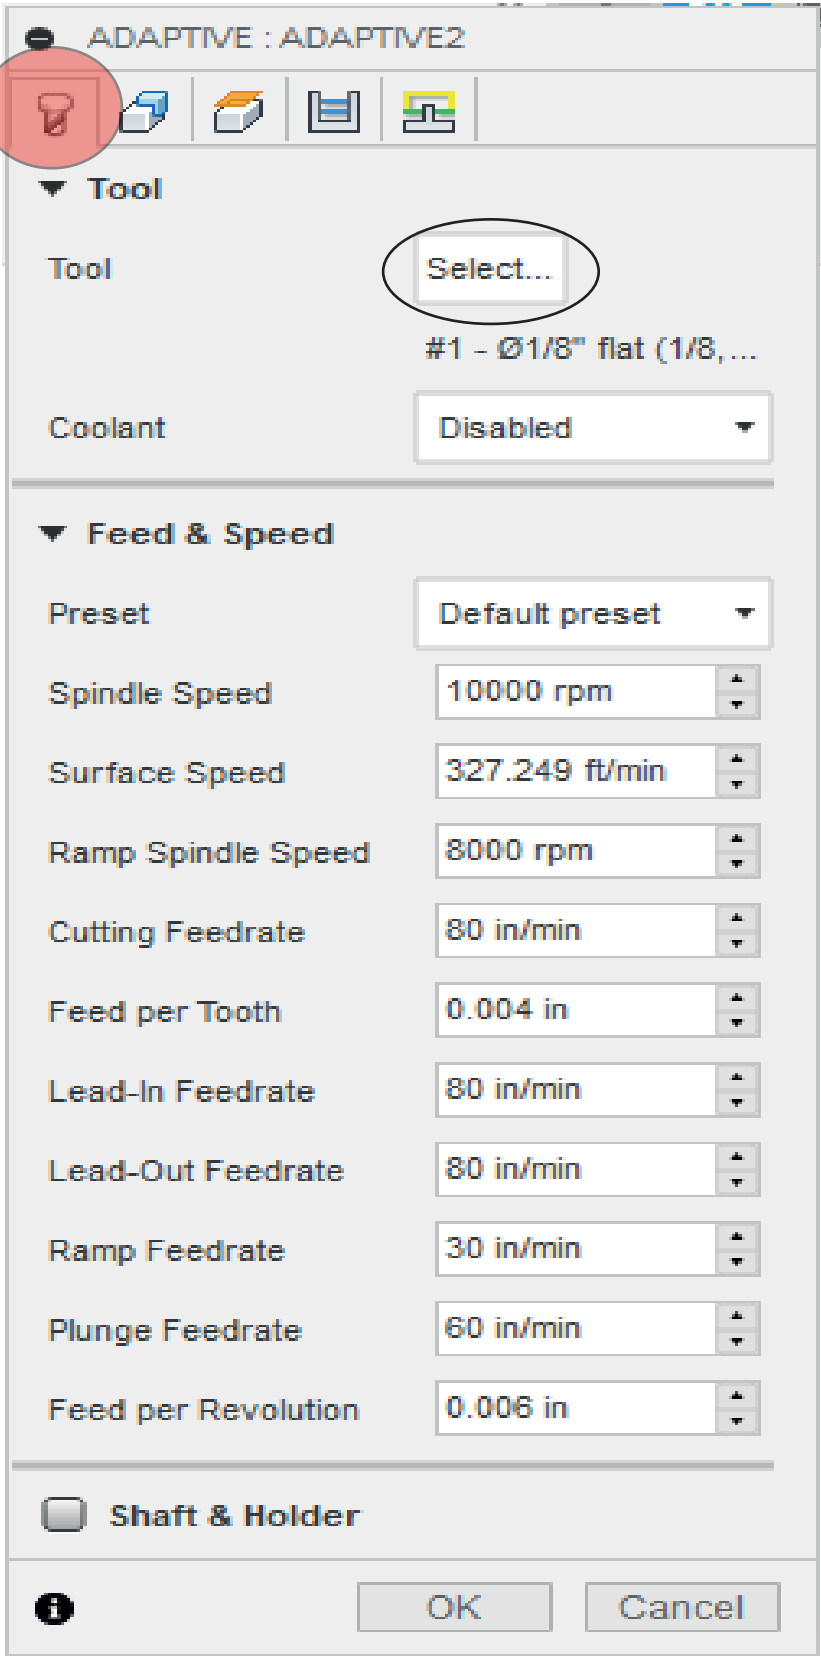 ADAPTIVE : ADAPTIVE2
Tool
Tool Select...
#1 - Ø1/8" flat (1/8, ...
Coolant Disabled
Feed & Speed
Preset Default preset
Spindle Speed 10000 rpm
Surface Speed 327.249 ft/min
Ramp Spindle Speed 8000 rpm
Cutting Feedrate 80 in/min
Feed per Tooth 0.004 in
Lead-In Feedrate 80 in/min
Lead-Out Feedrate 80 in/min
Ramp Feedrate 30 in/min
Plunge Feedrate 60 in/min
Feed per Revolution 0.006 in
Shaft & Holder
OK Cancel